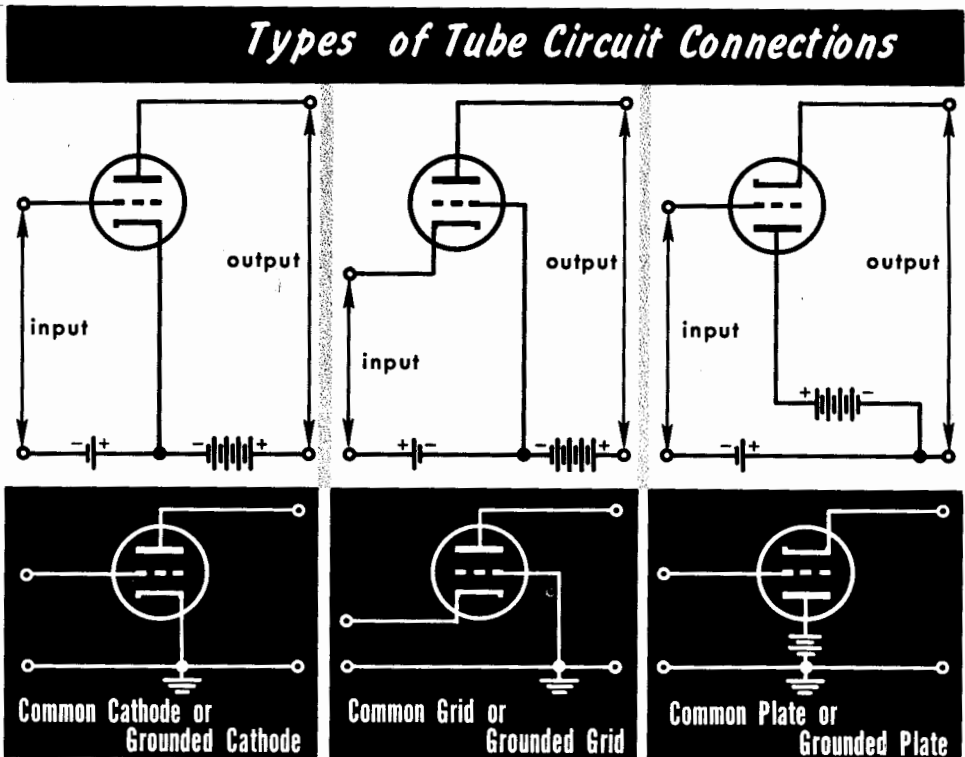 Types of Tube Circuit Connections
output
input
- +
- +
output
input
+ -
- +
output
input
+ -
- +
Common Cathode or
Grounded Cathode
Common Grid or
Grounded Grid
Common Plate or
Grounded Plate